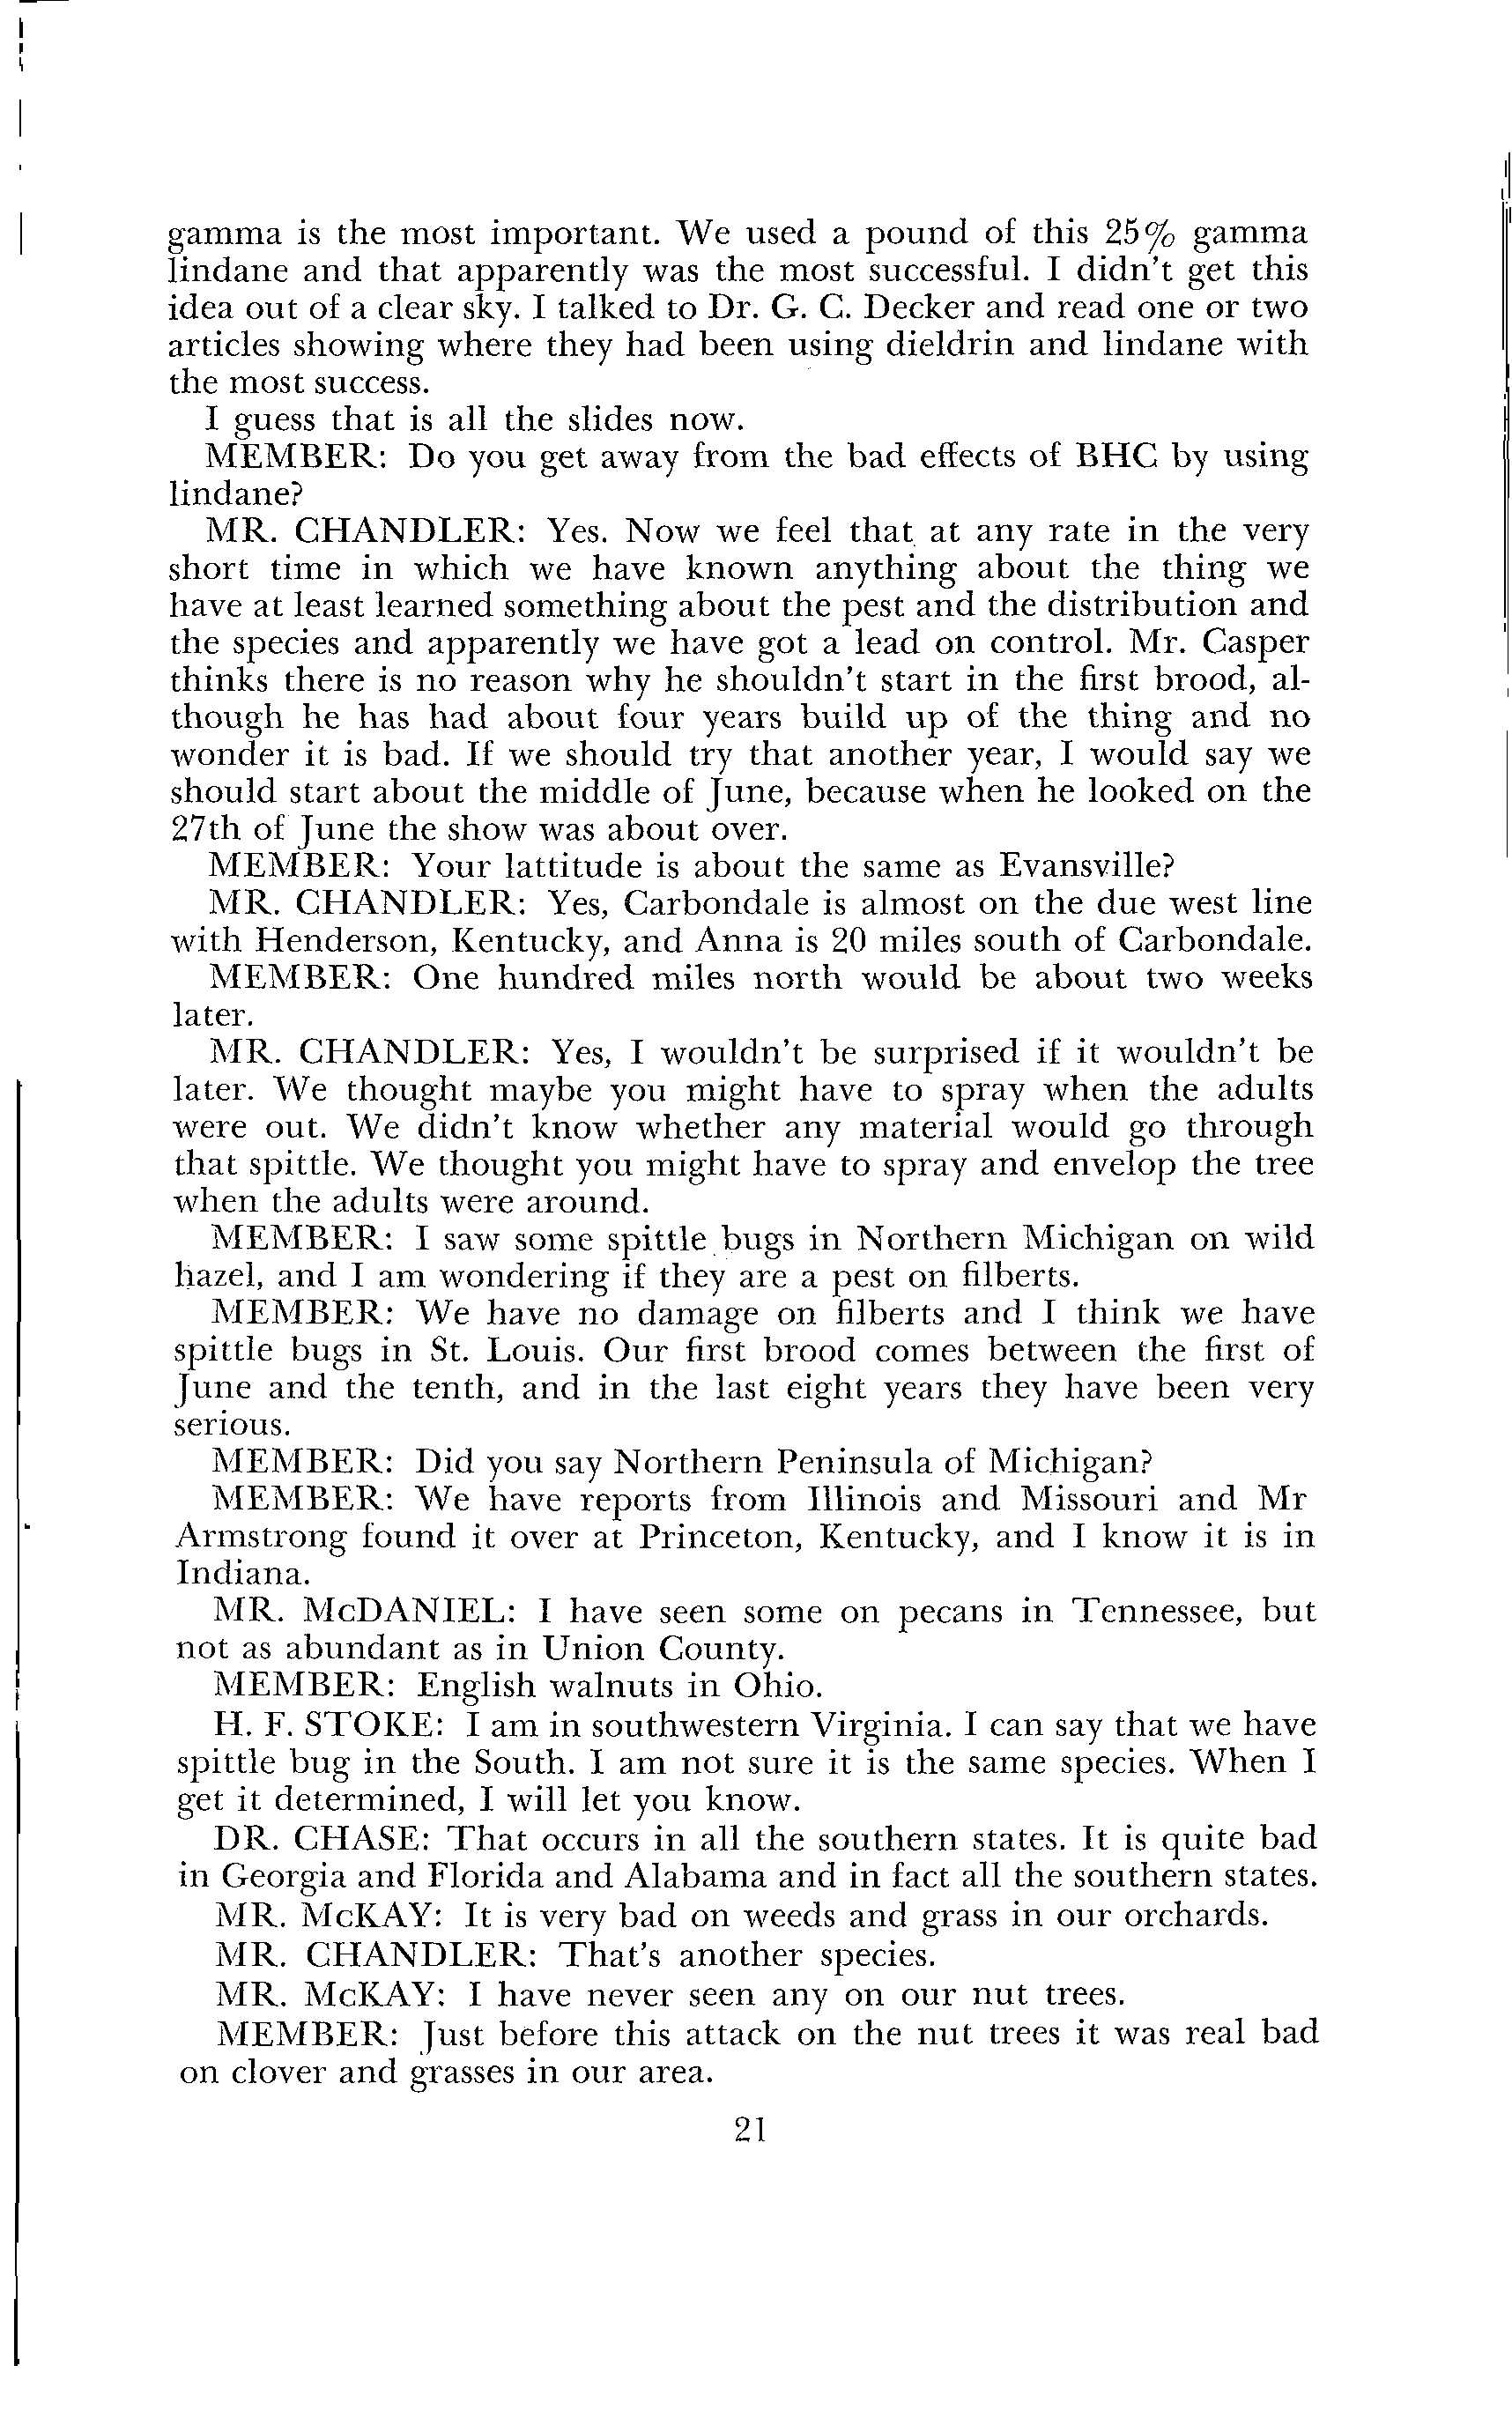 gamma is the most important. We used a pound of this 25% gamma
lindane and that apparently was the most successful. I didn't get this
idea out of a clear sky. I talked to Dr. G. C. Decker and read one or two
articles showing where they had been using dieldrin and lindane with
the most success.
I guess that is all the slides now.
MEMBER: Do you get away from the bad effects of BHC by using
lindane?
MR. CHANDLER: Yes. Now we feel that at any rate in the very
short time in which we have known anything about the thing we
have at least learned something about the pest and the distribution and
the species and apparently we have got a lead on control. Mr. Casper
thinks there is no reason why he shouldn't start in the first brood, al-
though he has had about four years build up of the thing and no
wonder it is bad. If we should try that another year, I would say we
should start about the middle of June, because when he looked on the
27th of June the show was about over.
MEMBER: Your lattitude is about the same as Evansville?
MR. CHANDLER: Yes, Carbondale is almost on the due west line
with Henderson, Kentucky, and Anna is 20 miles south of Carbondale.
MEMBER: One hundred miles north would be about two weeks
later.
MR. CHANDLER: Yes, I wouldn't be surprised if it wouldn't be
later. We thought maybe you might have to spray when the adults
were out. We didn't know whether any material would go through
that spittle. We thought you might have to spray and envelop the tree
when the adults were around.
MEMBER: I saw some spittle bugs in Northern Michigan on wild
hazel, and I am wondering if they are a pest on filberts.
MEMBER: We have no damage on filberts and I think we have
spittle bugs in St. Louis. Our first brood comes between the first of
June and the tenth, and in the last eight years they have been very
serious.
MEMBER: Did you say Northern Peninsula of Michigan?
MEMBER: We have reports from Illinois and Missouri and Mr
Armstrong found it over at Princeton, Kentucky, and I know it is in
Indiana.
MR. McDANIEL: I have seen some on pecans in Tennessee, but
not as abundant as in Union County.
MEMBER: English walnuts in Ohio.
H. F. STOKE: I am in southwestern Virginia. I can say that we have
spittle bug in the South. I am not sure it is the same species. When I
get it determined, I will let you know.
DR. CHASE: That occurs in all the southern states. It is quite bad
in Georgia and Florida and Alabama and in fact all the southern states.
MR. McKAY: It is very bad on weeds and grass in our orchards.
MR. CHANDLER: That's another species.
MR. McKAY: I have never seen any on our nut trees.
MEMBER: Just before this attack on the nut trees it was real bad
on clover and grasses in our area.
21